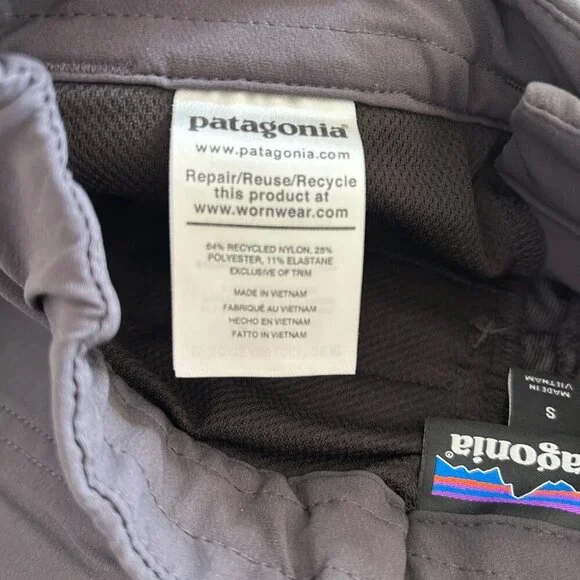 patagonia®
www.patagonia.com
Repair/Reuse/Recycle
this product at
www.wornwear.com
64% RECYCLED NYLON, 25%
POLYESTER, 11% ELASTANE
EXCLUSIVE OF TRIM
MADE IN VIETNAM
FABRIQUÉ AU VIETNAM
HECHO EN VIETNAM
FATTO IN VIETNAM
MADE IN
VIETNAM
S
patagonia